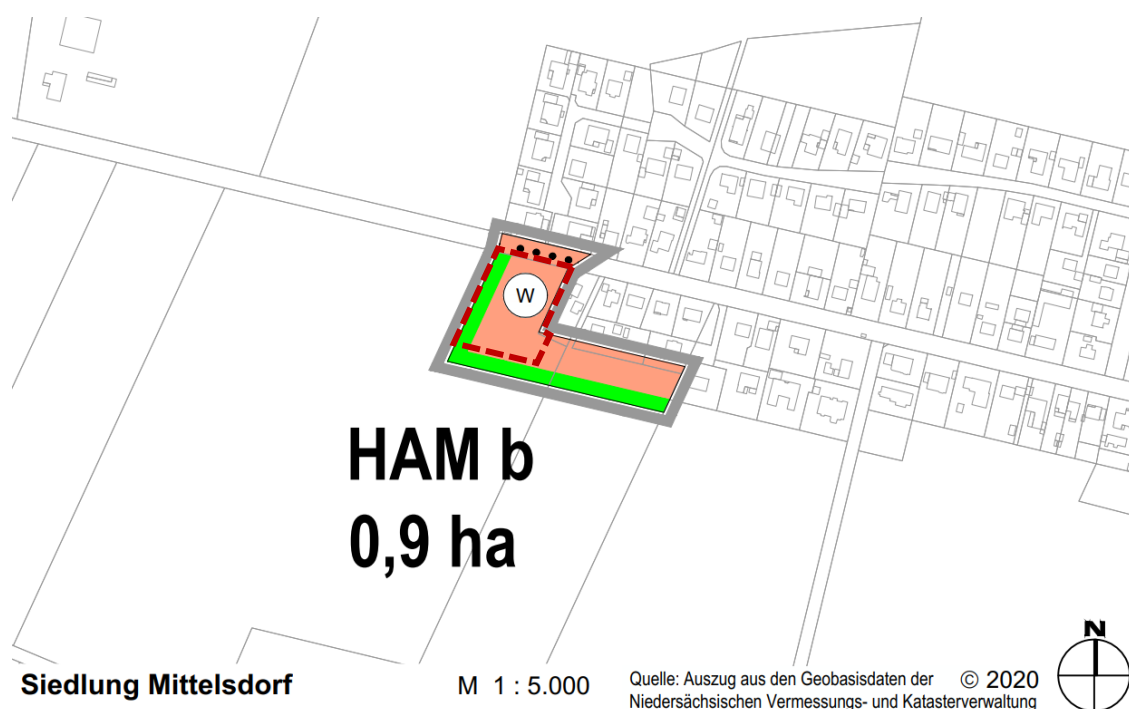 W
HAM b
0,9 ha
N
Siedlung Mittelsdorf
M 1 : 5.000
Quelle: Auszug aus den Geobasisdaten der © 2020
Niedersächsischen Vermessungs- und Katasterverwaltung